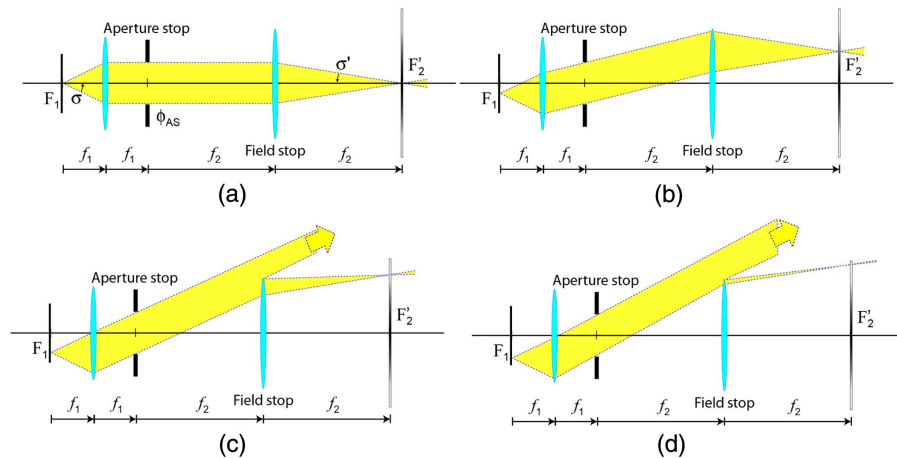 Aperture stop
F₁
σ
σ'
F'₂
ϕAS
f₁
f₁
f₂
Field stop
f₂
(a)
Aperture stop
F₁
F'₂
f₁
f₁
f₂
Field stop
f₂
(b)
Aperture stop
F₁
F'₂
f₁
f₁
f₂
Field stop
f₂
(c)
Aperture stop
F₁
F'₂
f₁
f₁
f₂
Field stop
f₂
(d)